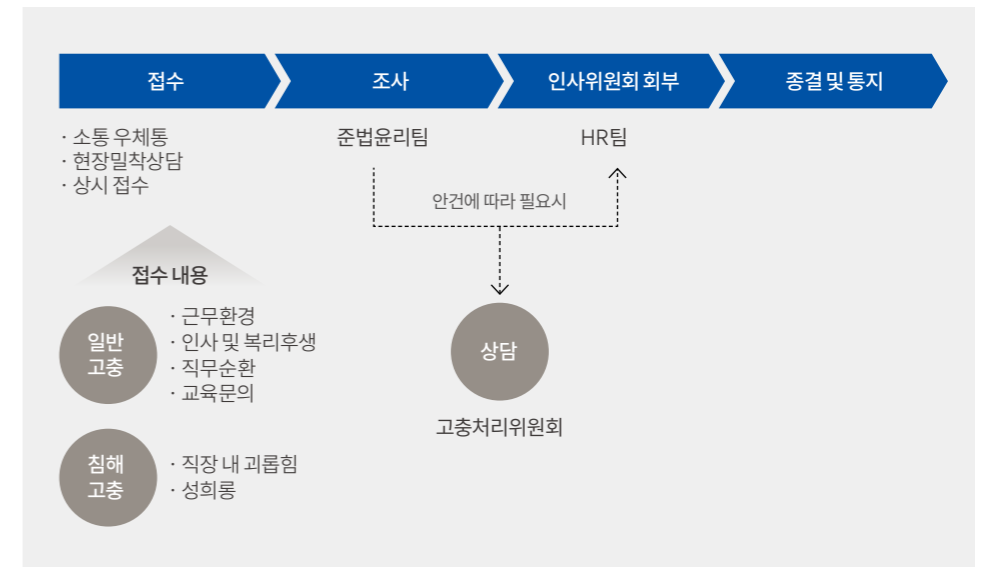 접수
조사
인사위원회 회부
종결 및 통지
· 소통 우체통
· 현장밀착상담
· 상시 접수
준법윤리팀
HR팀
안건에 따라 필요시
접수 내용
일반
고충
· 근무환경
· 인사 및 복리후생
· 직무순환
· 교육문의
상담
고충처리위원회
침해
고충
· 직장 내 괴롭힘
· 성희롱